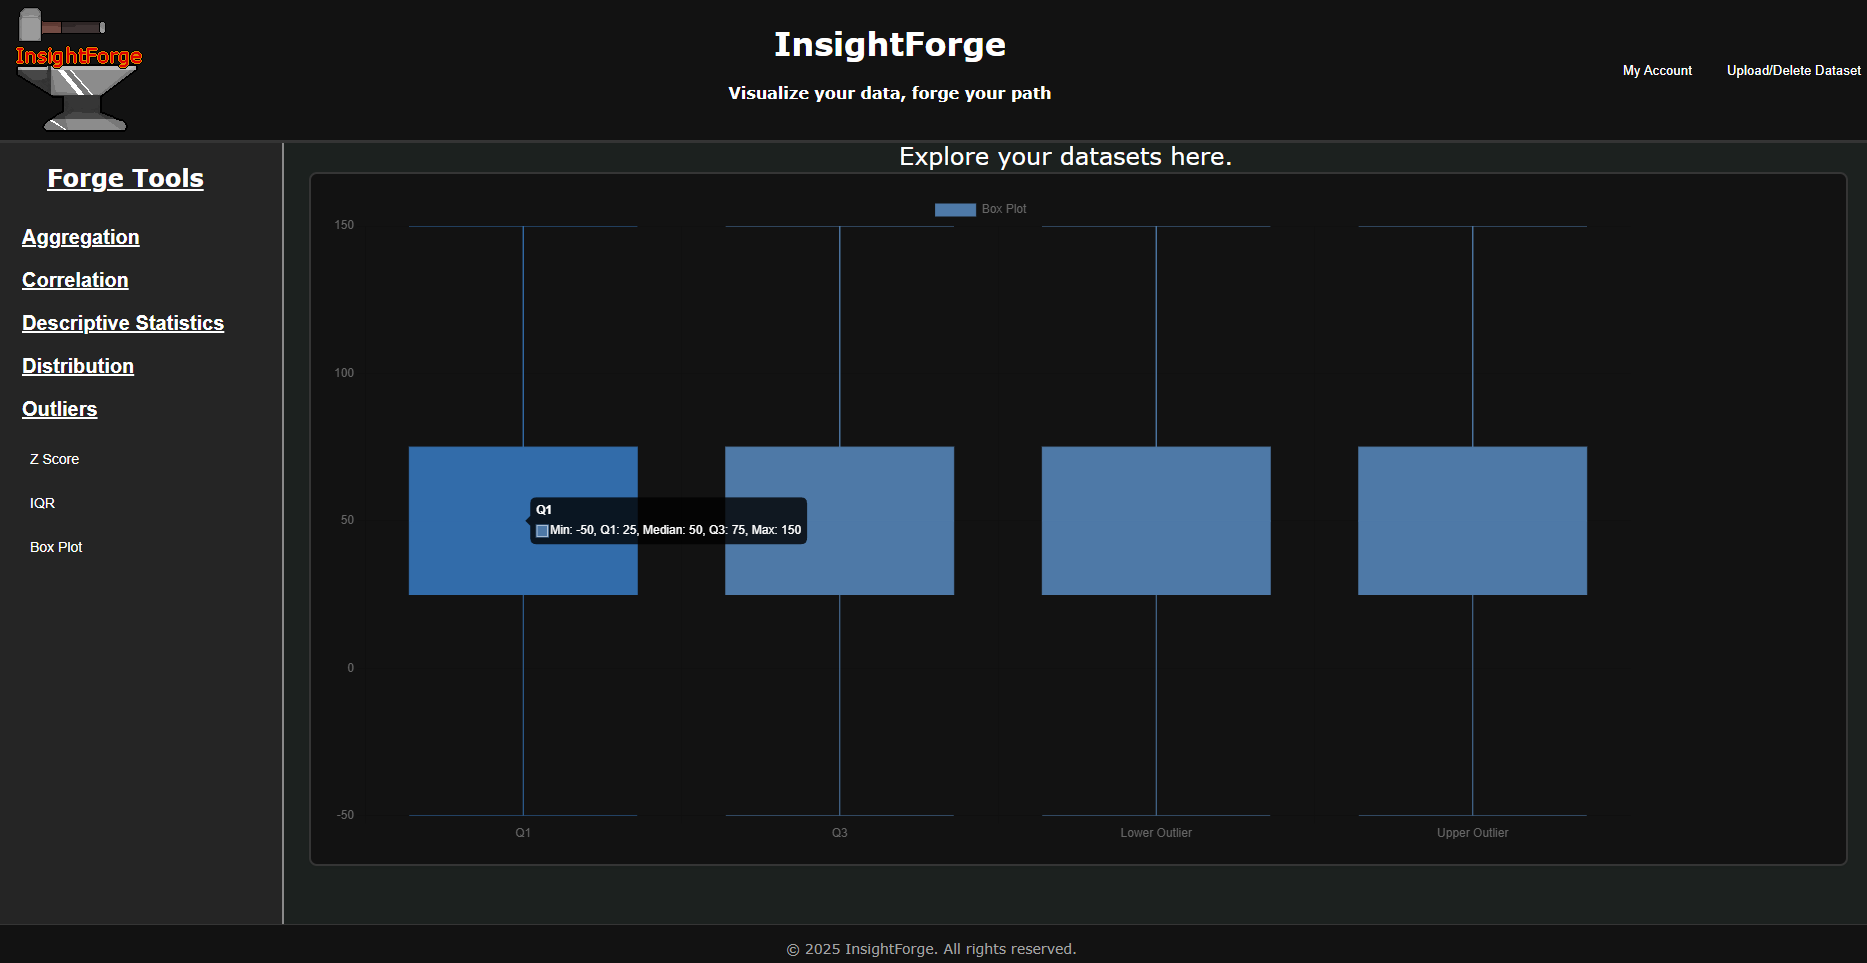 InsightForge
InsightForge
Visualize your data, forge your path
My Account
Upload/Delete Dataset
Forge Tools
Aggregation
Correlation
Descriptive Statistics
Distribution
Outliers
Z Score
IQR
Box Plot
Explore your datasets here.
Box Plot
150
100
50
0
-50
Q1
Min: -50, Q1: 25, Median: 50, Q3: 75, Max: 150
Q1
Q3
Lower Outlier
Upper Outlier
© 2025 InsightForge. All rights reserved.